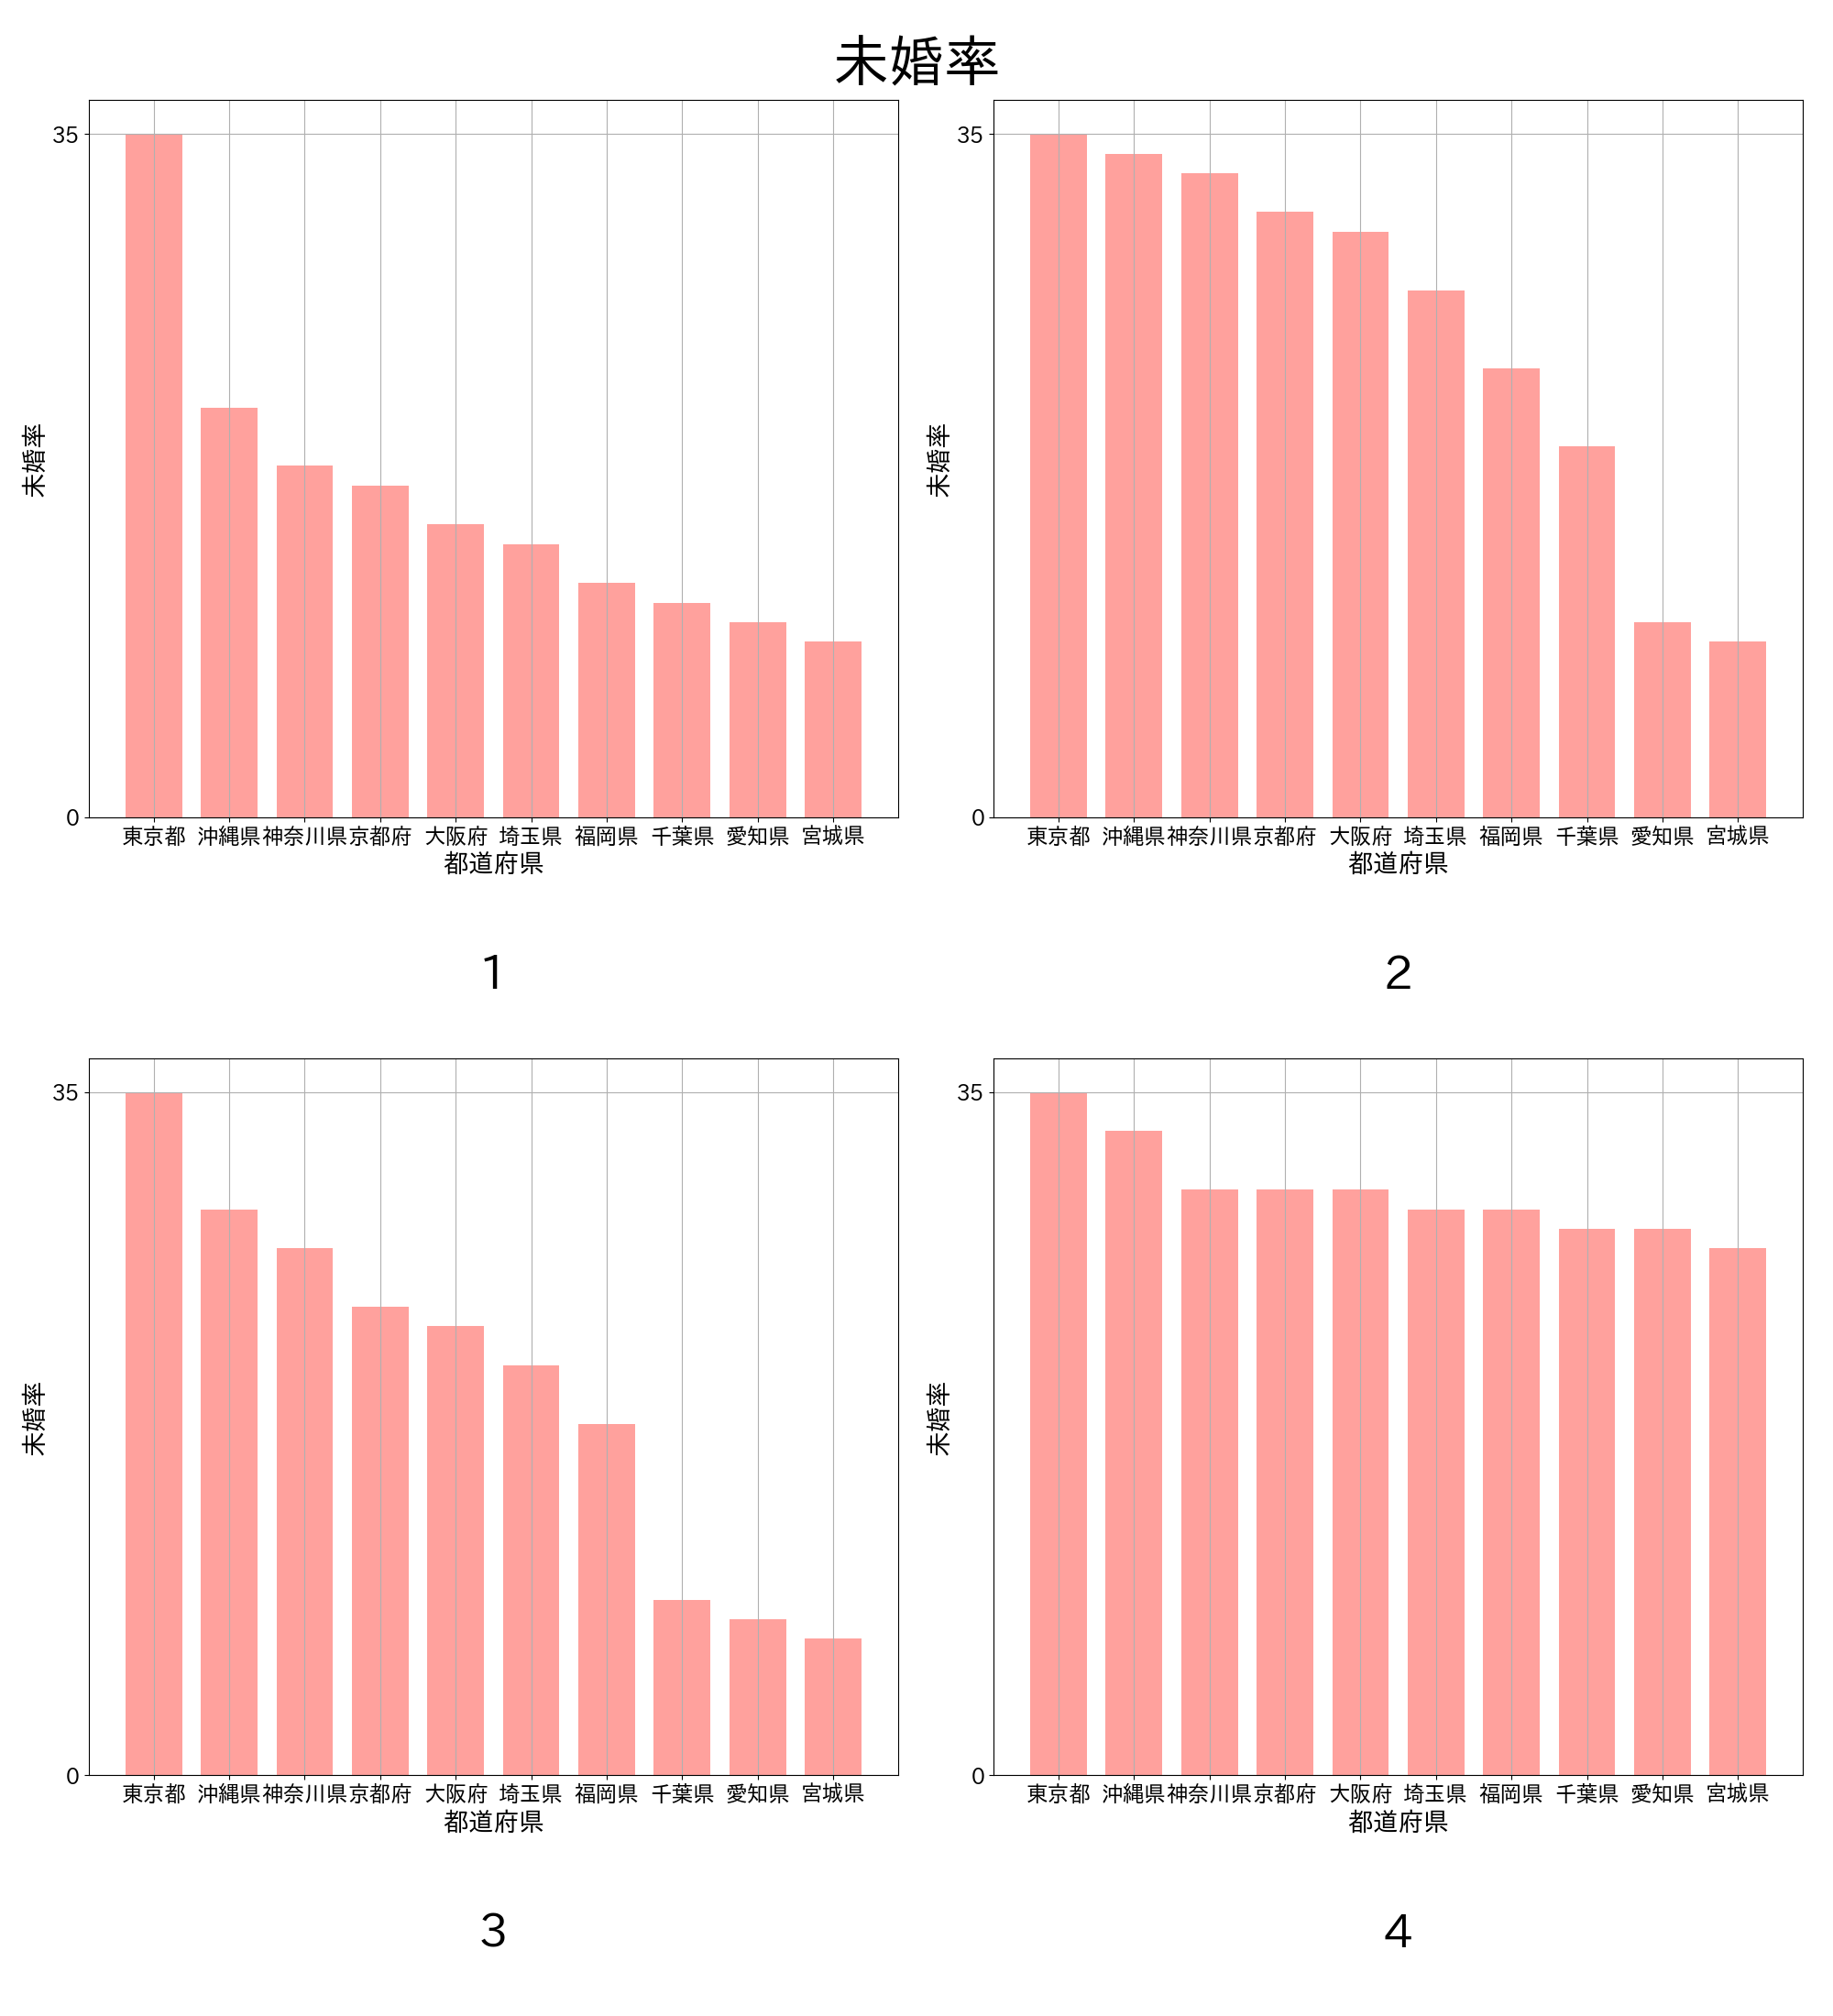 未婚率
35
0
未婚率
東京都 沖縄県 神奈川県 京都府 大阪府 埼玉県 福岡県 千葉県 愛知県 宮城県
都道府県
1
35
0
未婚率
東京都 沖縄県 神奈川県 京都府 大阪府 埼玉県 福岡県 千葉県 愛知県 宮城県
都道府県
2
35
0
未婚率
東京都 沖縄県 神奈川県 京都府 大阪府 埼玉県 福岡県 千葉県 愛知県 宮城県
都道府県
3
35
0
未婚率
東京都 沖縄県 神奈川県 京都府 大阪府 埼玉県 福岡県 千葉県 愛知県 宮城県
都道府県
4